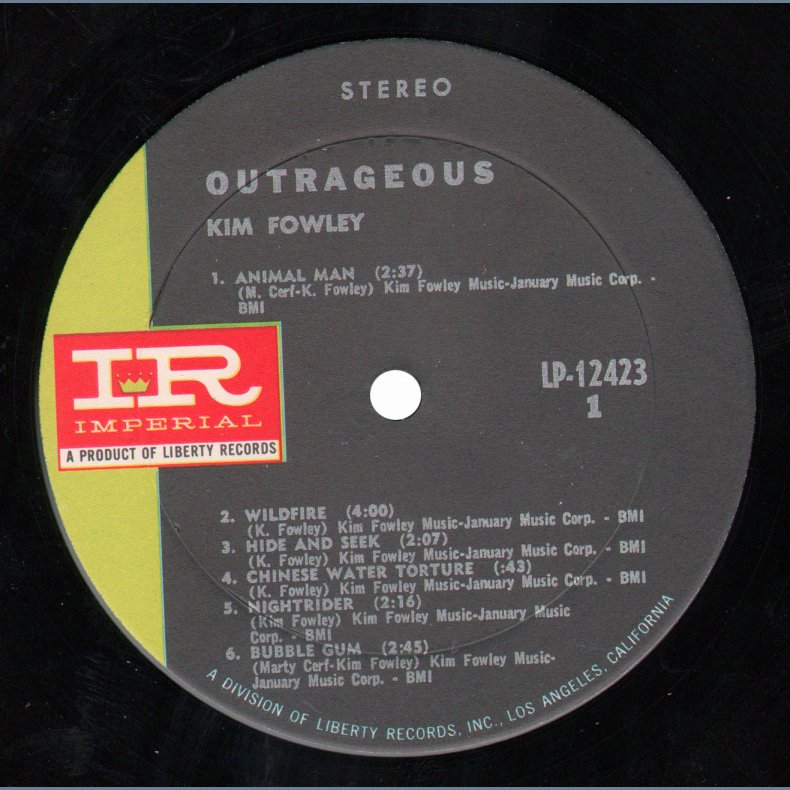 STEREO
OUTRAGEOUS
KIM FOWLEY
1. ANIMAL MAN (2:37)
(M. Cerf-K. Fowley) Kim Fowley Music-January Music Corp. -
BMI
IR
IMPERIAL
A PRODUCT OF LIBERTY RECORDS
LP-12423
1
2. WILDFIRE (4:00)
(K. Fowley) Kim Fowley Music-January Music Corp. - BMI
3. HIDE AND SEEK (2:07)
(K. Fowley) Kim Fowley Music-January Music Corp. - BMI
4. CHINESE WATER TORTURE (:43)
(K. Fowley) Kim Fowley Music-January Music Corp. - BMI
5. NIGHTRIDER (2:16)
(Kim Fowley) Kim Fowley Music-January Music
Corp. - BMI
6. BUBBLE GUM (2:45)
(Marty Cerf-Kim Fowley) Kim Fowley Music-
January Music Corp. - BMI
A DIVISION OF LIBERTY RECORDS, INC., LOS ANGELES, CALIFORNIA